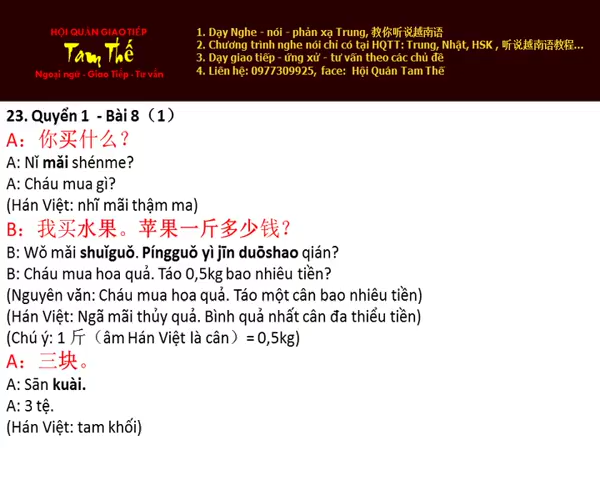 HỘI QUÁN GIAO TIẾP
Tam Thế
Ngoại ngữ - Giao Tiếp - Tư vấn
1. Dạy Nghe - nói - phản xạ Trung, 教你听说越南语
2. Chương trình nghe nói chỉ có tại HQTT: Trung, Nhật, HSK , 听说越南语教程...
3. Dạy giao tiếp - ứng xử - tư vấn theo các chủ đề
4. Liên hệ: 0977309925, face: Hội Quán Tam Thế
23. Quyển 1 - Bài 8（1）
A：你买什么？
A: Nǐ mǎi shénme?
A: Cháu mua gì?
(Hán Việt: nhĩ mãi thậm ma)
B：我买水果。苹果一斤多少钱？
B: Wǒ mǎi shuǐguǒ. Píngguǒ yì jīn duōshao qián?
B: Cháu mua hoa quả. Táo 0,5kg bao nhiêu tiền?
(Nguyên văn: Cháu mua hoa quả. Táo một cân bao nhiêu tiền)
(Hán Việt: Ngã mãi thủy quả. Bình quả nhất cân đa thiểu tiền)
(Chú ý: 1 斤（âm Hán Việt là cân）= 0,5kg)
A：三块。
A: Sān kuài.
A: 3 tệ.
(Hán Việt: tam khối)